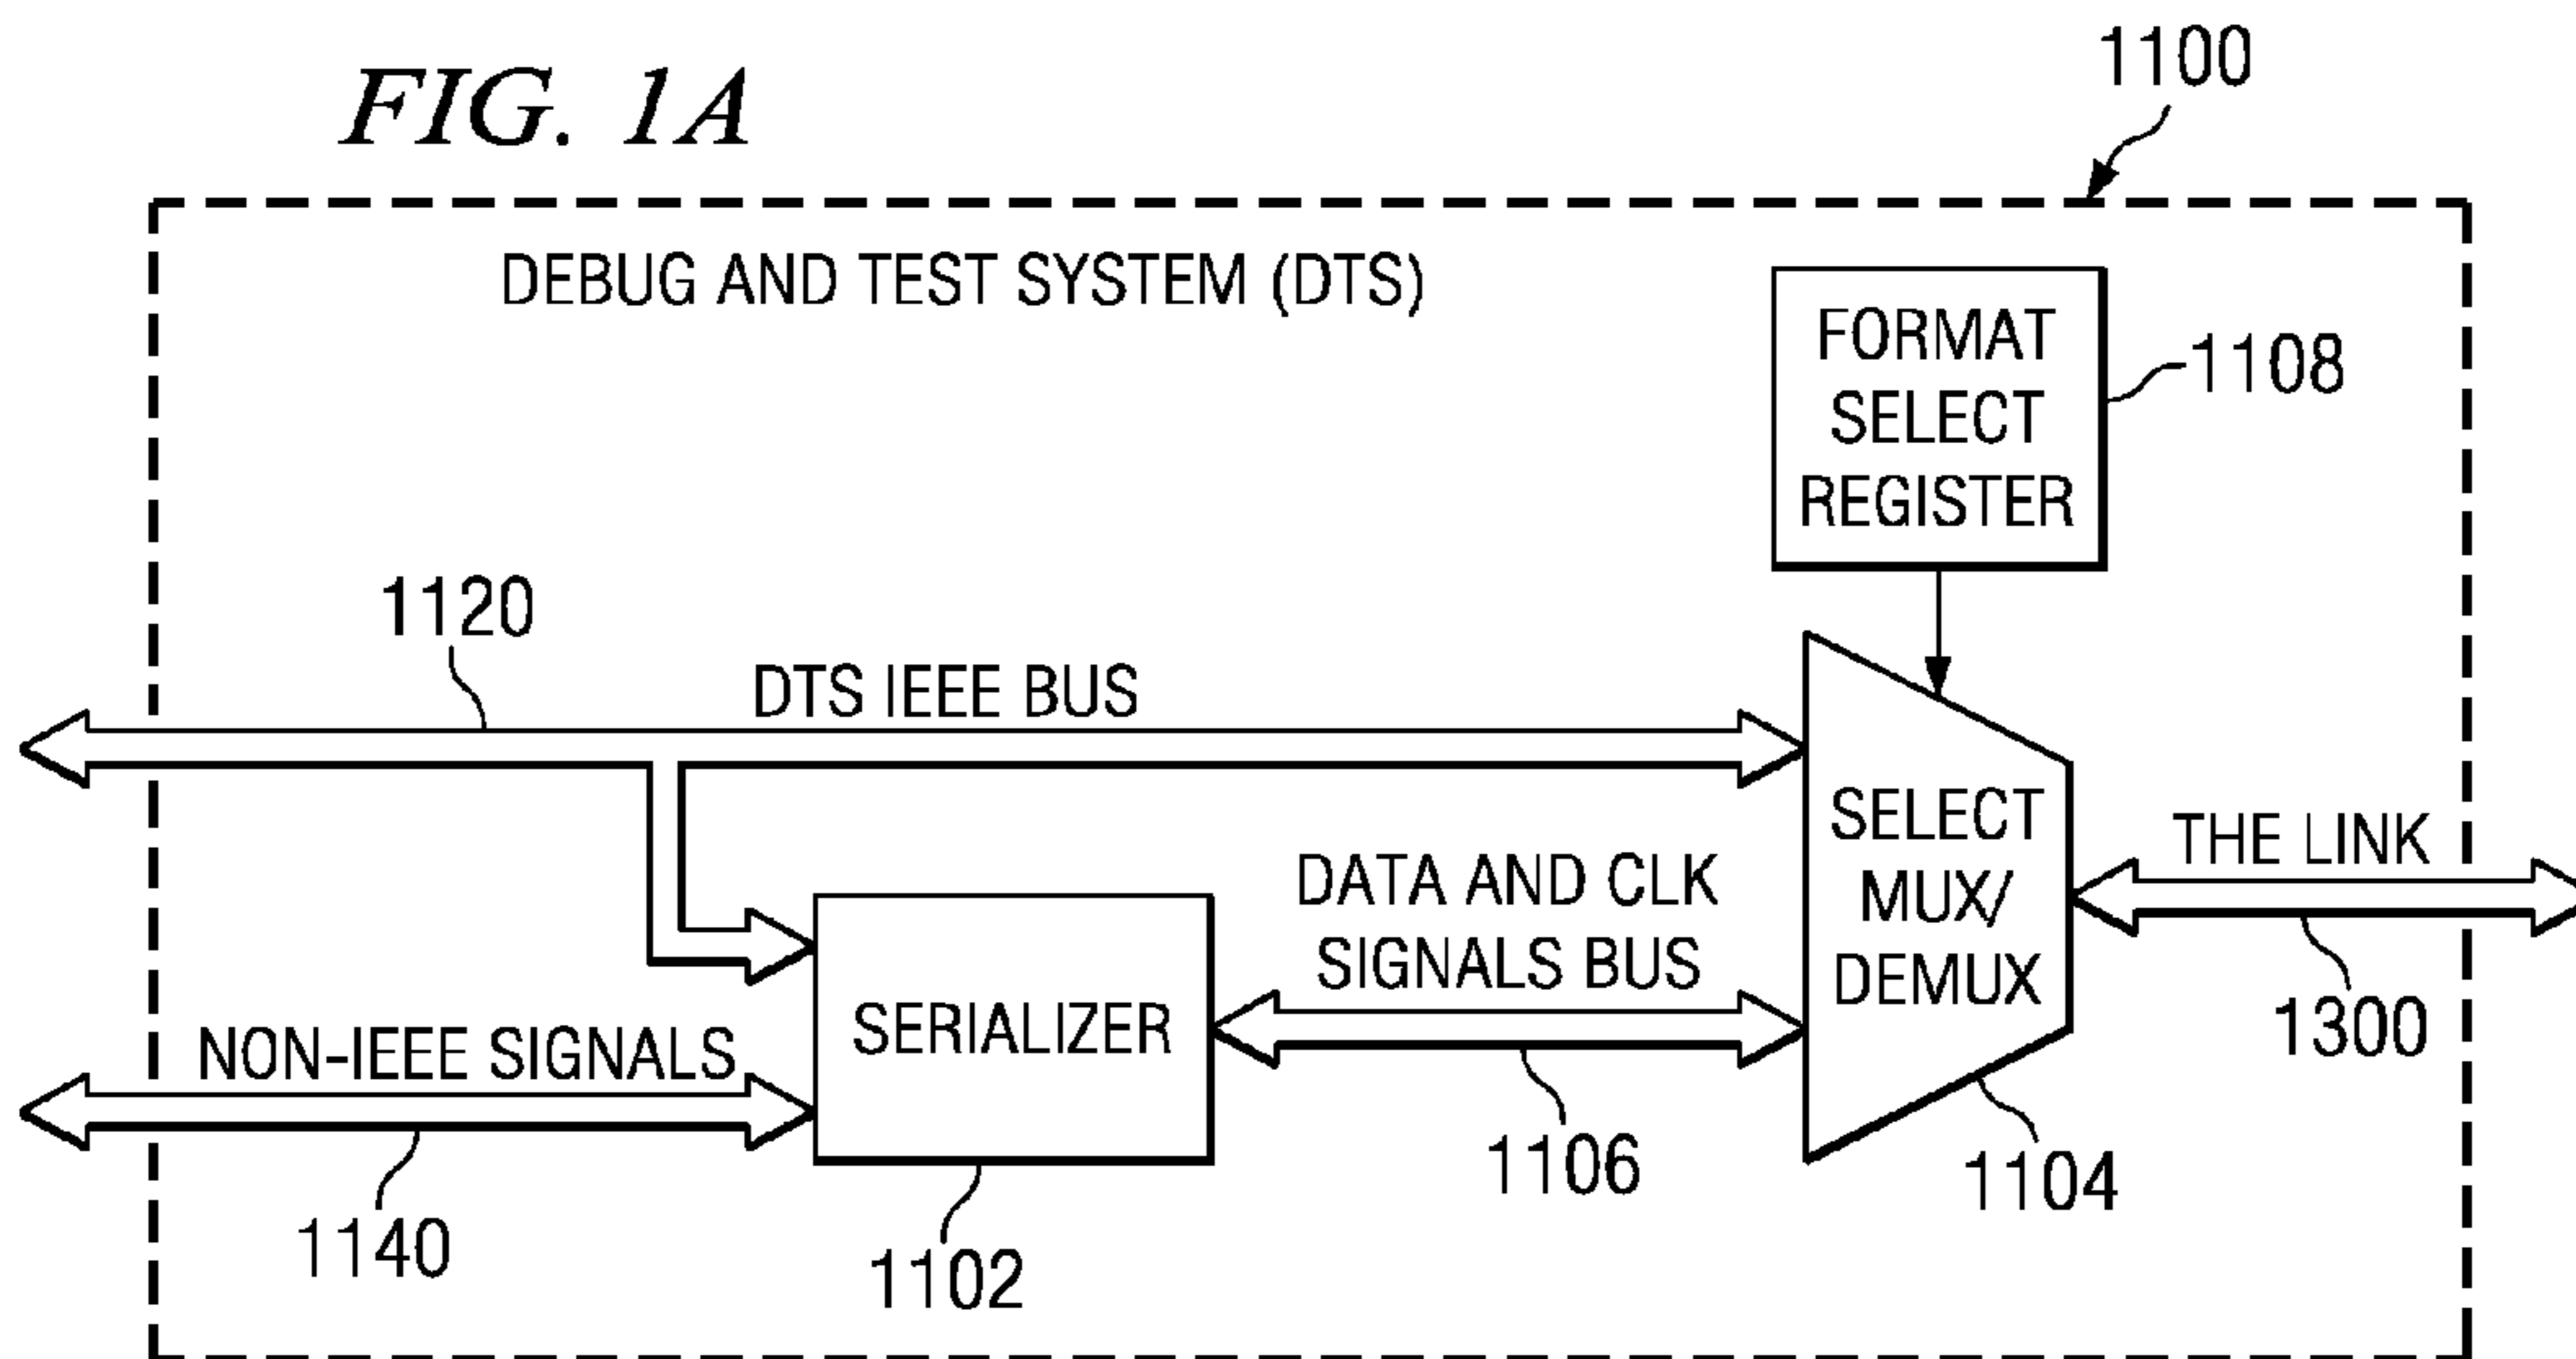 FIG. 1A
1100
DEBUG AND TEST SYSTEM (DTS)
FORMAT
SELECT
REGISTER
1108
1120
DTS IEEE BUS
SELECT
MUX/
DEMUX
THE LINK
1300
DATA AND CLK
SIGNALS BUS
SERIALIZER
NON-IEEE SIGNALS
1106
1104
1140
1102